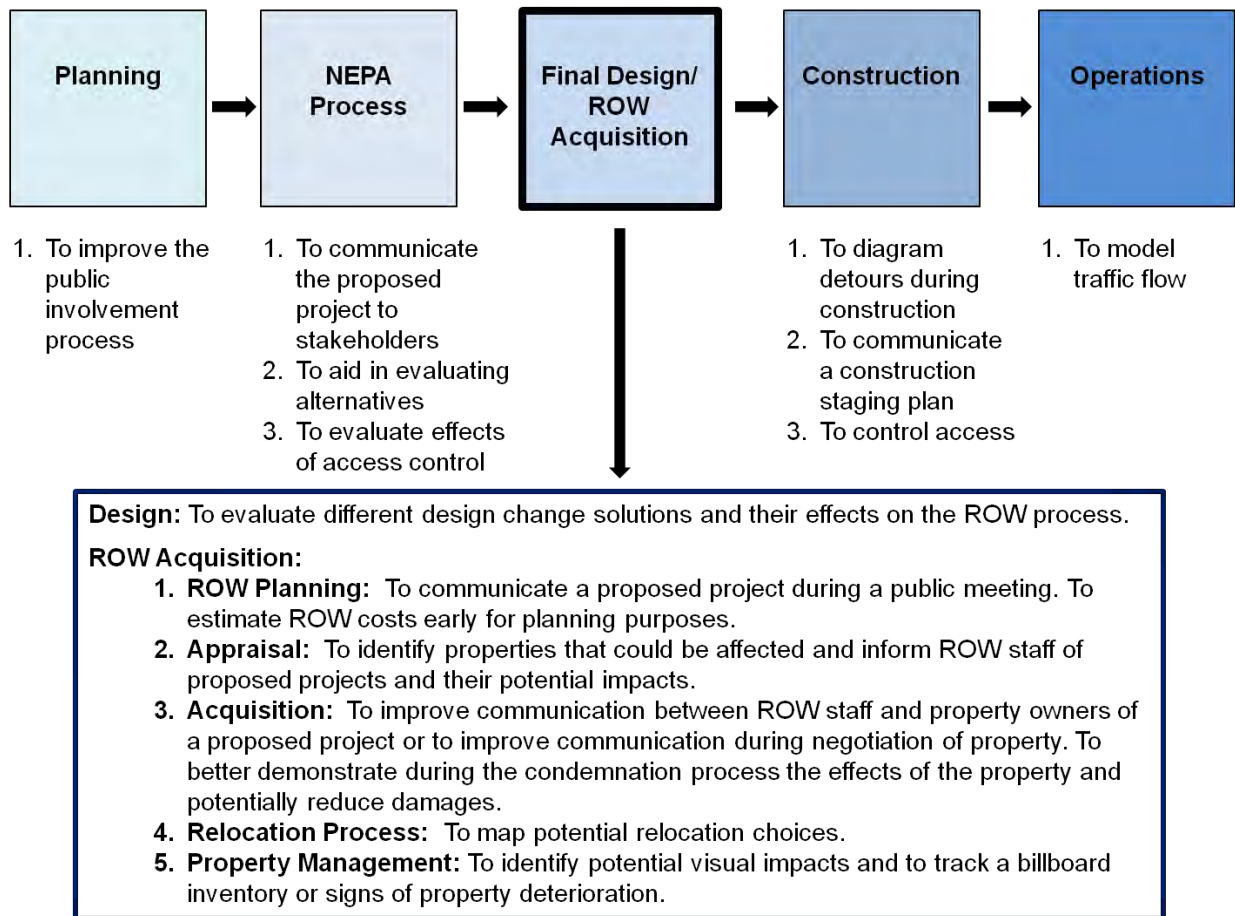 Planning
NEPA
Process
Final Design/
ROW
Acquisition
Construction
Operations
1. To improve the
public
involvement
process
1. To communicate
the proposed
project to
stakeholders
2. To aid in evaluating
alternatives
3. To evaluate effects
of access control
1. To diagram
detours during
construction
2. To communicate
a construction
staging plan
3. To control access
1. To model
traffic flow
Design: To evaluate different design change solutions and their effects on the ROW process.
ROW Acquisition:
1. ROW Planning: To communicate a proposed project during a public meeting. To
estimate ROW costs early for planning purposes.
2. Appraisal: To identify properties that could be affected and inform ROW staff of
proposed projects and their potential impacts.
3. Acquisition: To improve communication between ROW staff and property owners of
a proposed project or to improve communication during negotiation of property. To
better demonstrate during the condemnation process the effects of the property and
potentially reduce damages.
4. Relocation Process: To map potential relocation choices.
5. Property Management: To identify potential visual impacts and to track a billboard
inventory or signs of property deterioration.